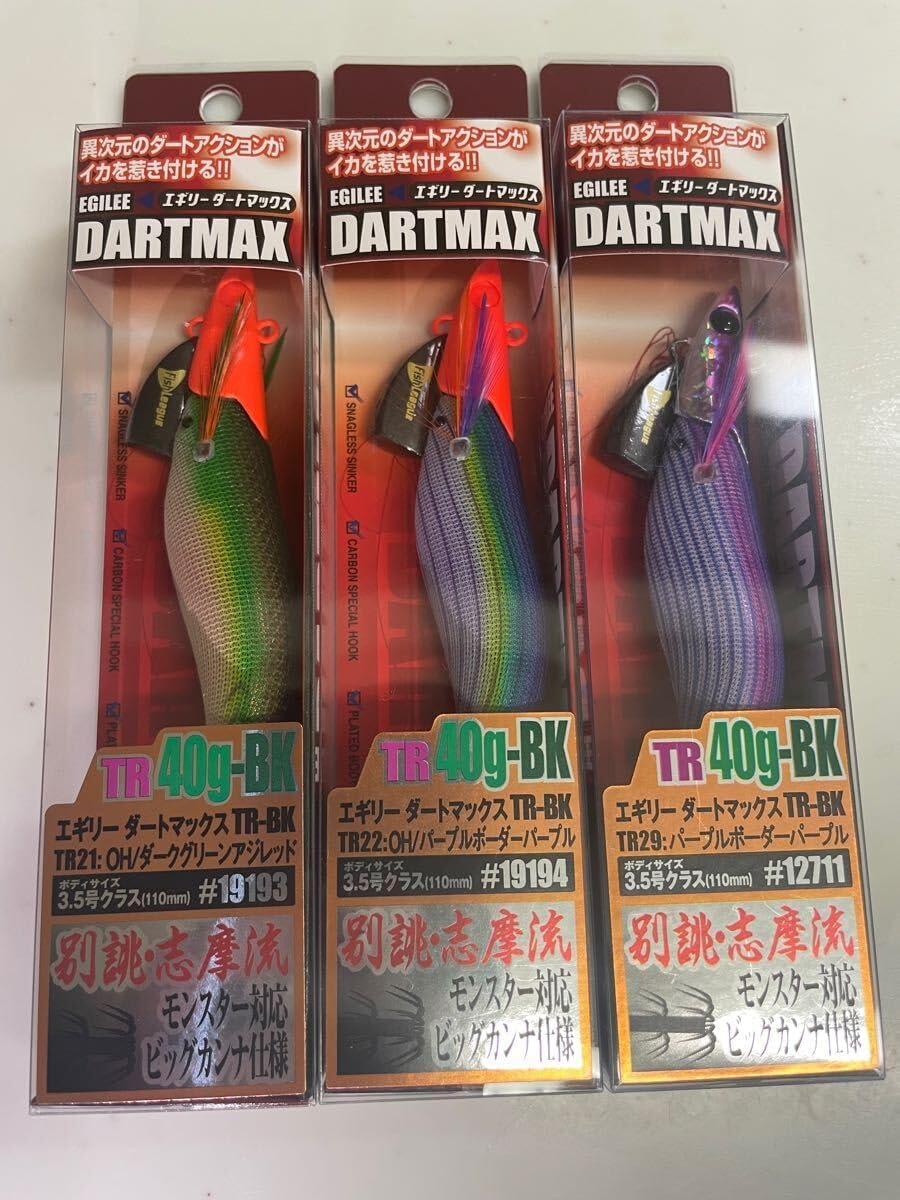 異次元のダートアクションが
イカを惹き付ける!!
EGILEE エギリー ダートマックス
DARTMAX
Fish League
SNAGLESS SINKER
CARBON SPECIAL HOOK
TR 40g-BK
エギリー ダートマックス TR-BK
TR21: OH/ダークグリーンアジレッド
ボディサイズ
3.5号クラス(110mm) #19193
別誂・志摩流
モンスター対応
ビッグカンナ仕様
異次元のダートアクションが
イカを惹き付ける!!
EGILEE エギリー ダートマックス
DARTMAX
Fish League
SNAGLESS SINKER
CARBON SPECIAL HOOK
PLATED BODY
TR 40g-BK
エギリー ダートマックス TR-BK
TR22:OH/パープルボーダーパープル
ボディサイズ
3.5号クラス(110mm) #19194
別誂・志摩流
モンスター対応
ビッグカンナ仕様
異次元のダートアクションが
イカを惹き付ける!!
EGILEE エギリー ダートマックス
DARTMAX
Fish League
TR 40g-BK
エギリー ダートマックス TR-BK
TR29: パープルボーダーパープル
ボディサイズ
3.5号クラス(110mm) #12711
別誂・志摩流
モンスター対応
ビッグカンナ仕様